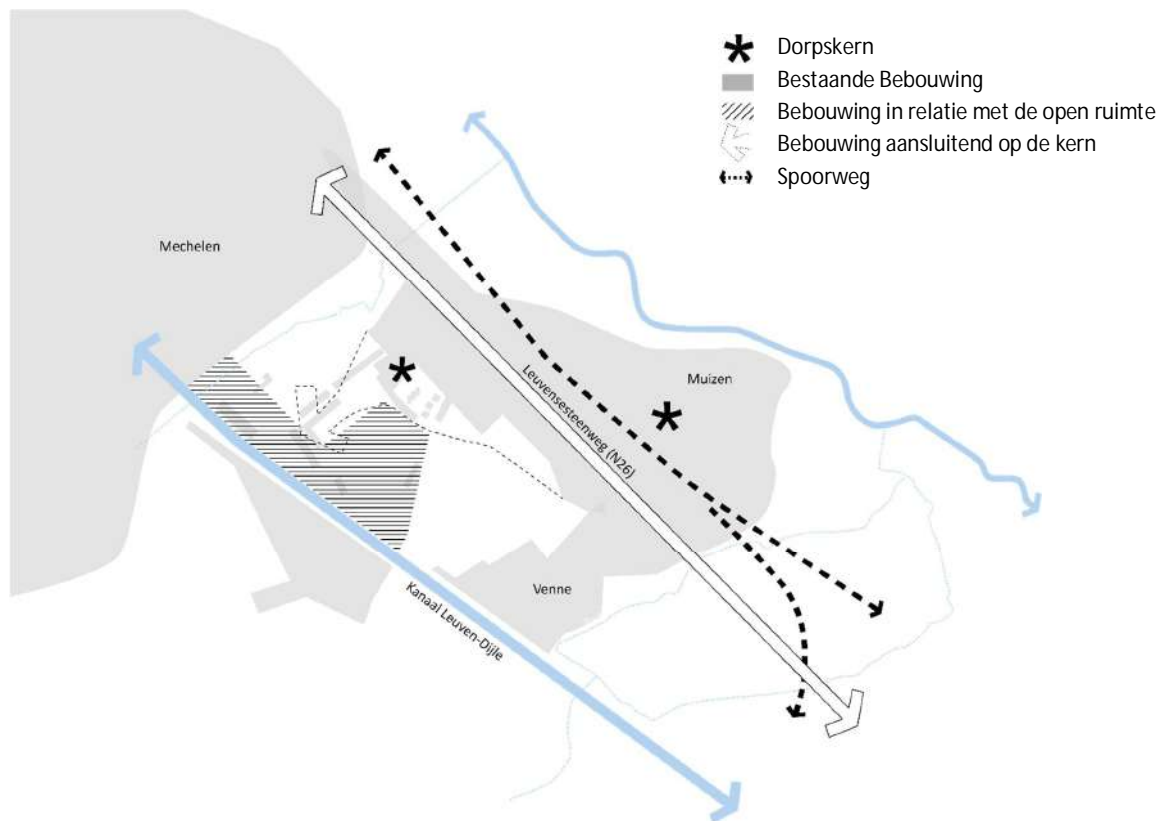 Dorpskern
Bestaande Bebouwing
Bebouwing in relatie met de open ruimte
Bebouwing aansluitend op de kern
Spoorweg
Mechelen
Muizen
Leuvensesteenweg (N26)
Venne
Kanaal Leuven-Dijle